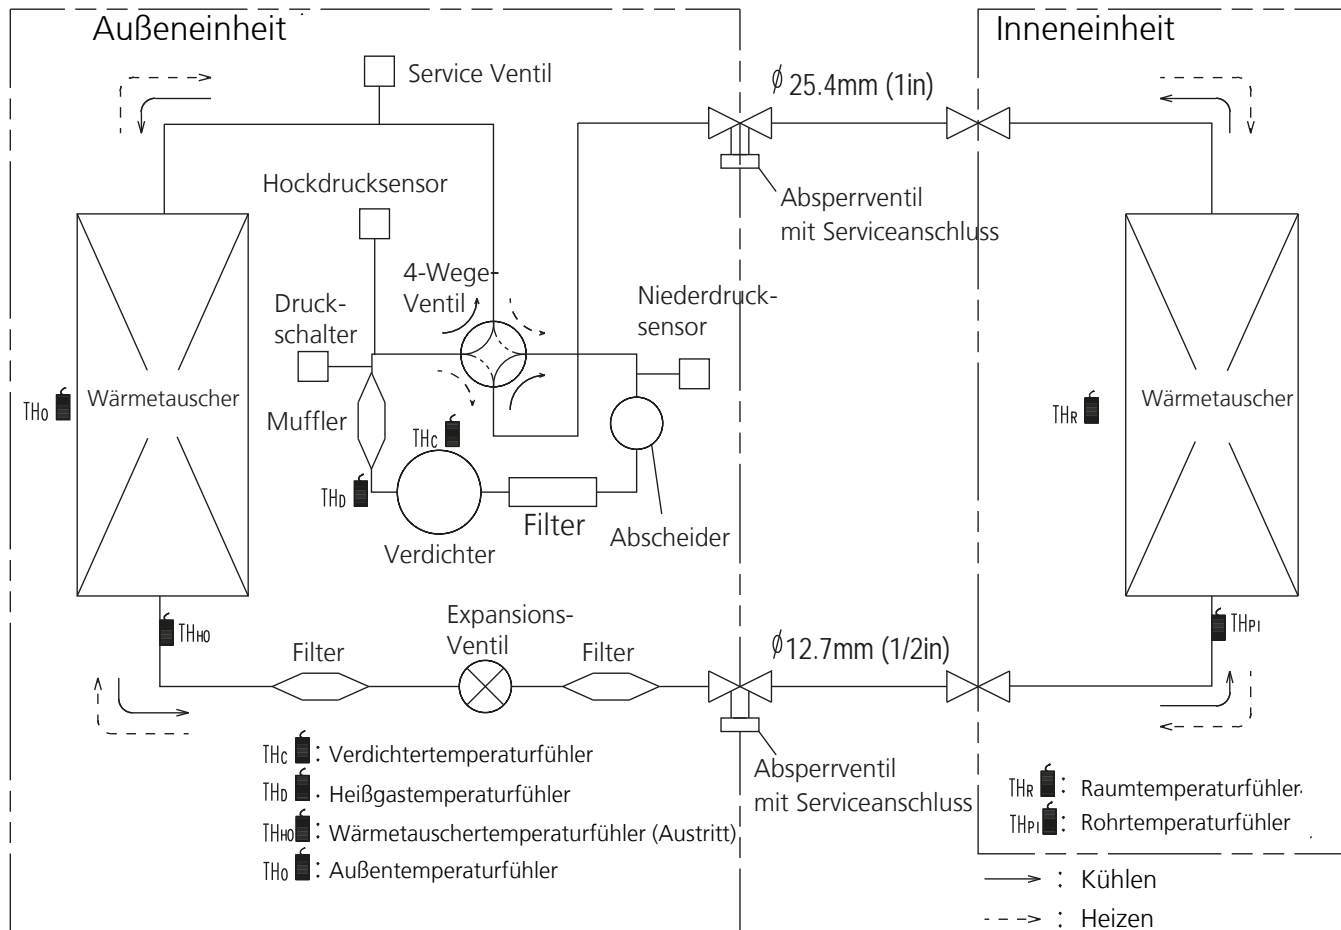 Außeneinheit
Inneneinheit
Service Ventil
Ø 25.4mm (1in)
Hockdrucksensor
Absperrventil
mit Serviceanschluss
4-Wege-
Ventil
Druck-
schalter
Niederdruck-
sensor
THO
Wärmetauscher
Muffler
THC
THR
Wärmetauscher
THD
Filter
Verdichter
Abscheider
THHO
Expansions-
Ventil
Filter
Filter
Ø 12.7mm (1/2in)
THPI
Absperrventil
mit Serviceanschluss
THC : Verdichtertemperaturfühler
THD : Heißgastemperaturfühler
THHO : Wärmetauschertemperaturfühler (Austritt)
THO : Außentemperaturfühler
THR : Raumtemperaturfühler
THPI : Rohrtemperaturfühler
: Kühlen
: Heizen